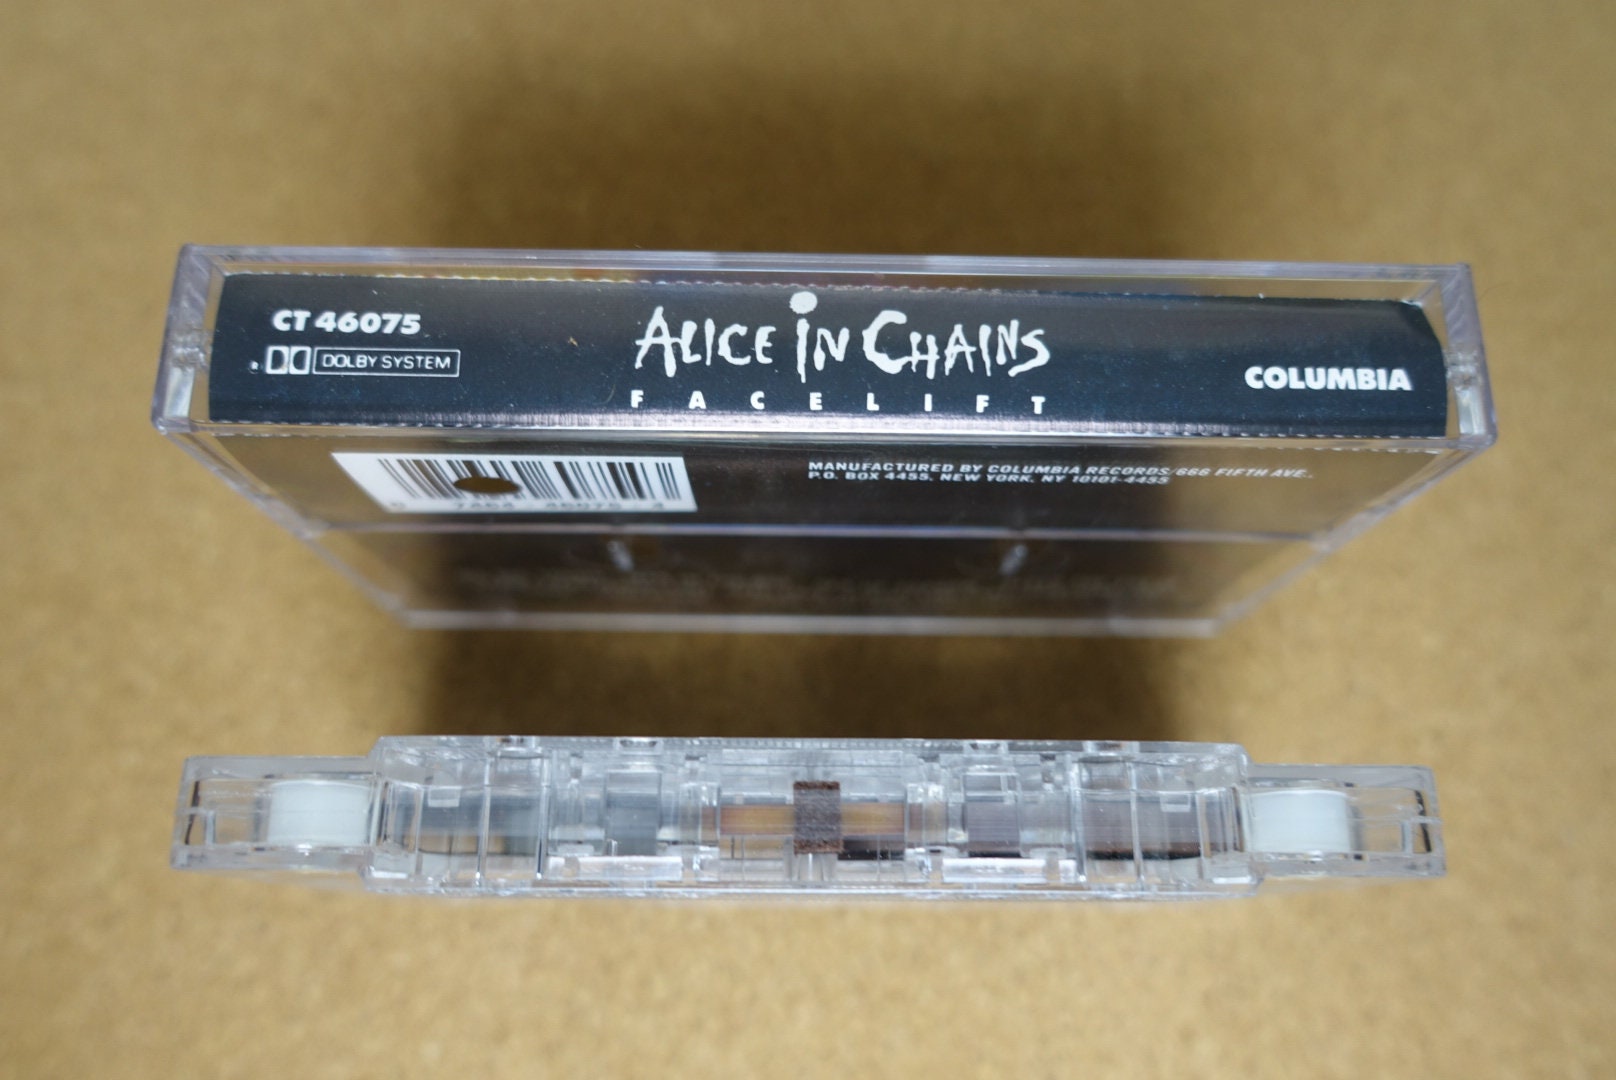 CT 46075
® DOLBY SYSTEM
ALICE IN CHAINS
FACELIFT
COLUMBIA
MANUFACTURED BY COLUMBIA RECORDS/666 FIFTH AVE.,
P.O. BOX 4455, NEW YORK, NY 10101-4455